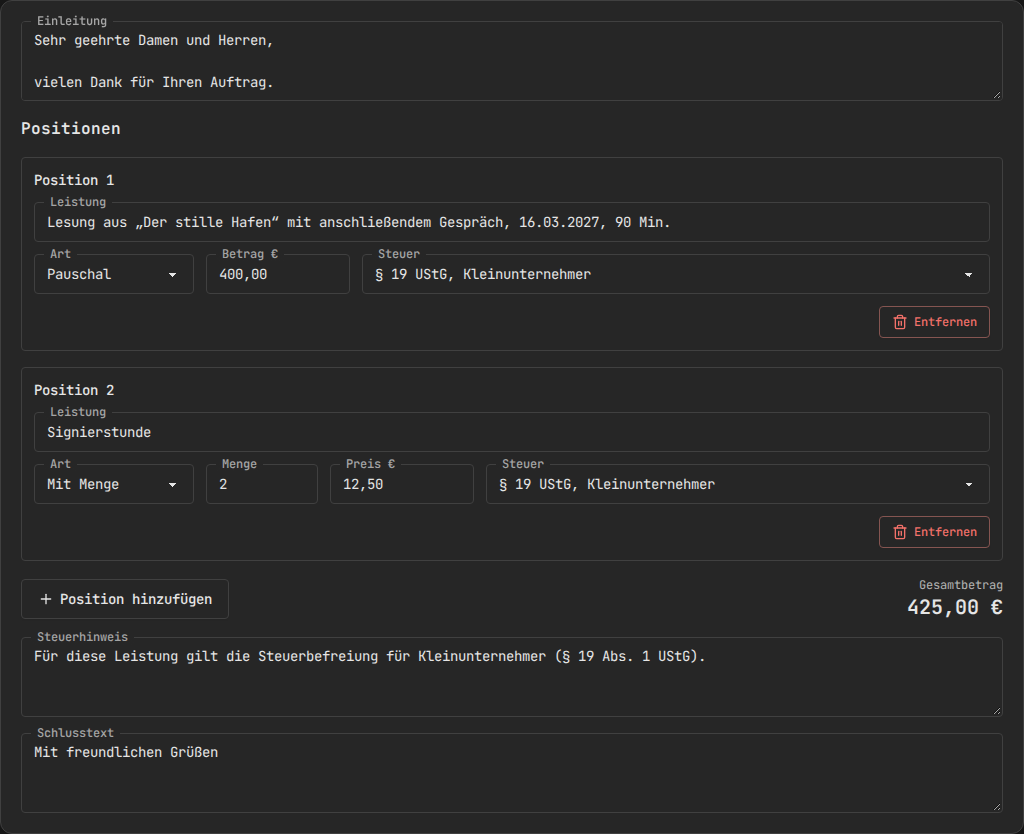 Einleitung
Sehr geehrte Damen und Herren,
vielen Dank für Ihren Auftrag.
Positionen
Position 1
Leistung
Lesung aus „Der stille Hafen“ mit anschließendem Gespräch, 16.03.2027, 90 Min.
Art Betrag € Steuer
Pauschal 400,00 § 19 UStG, Kleinunternehmer
Entfernen
Position 2
Leistung
Signierstunde
Art Menge Preis € Steuer
Mit Menge 2 12,50 § 19 UStG, Kleinunternehmer
Entfernen
+ Position hinzufügen
Gesamtbetrag
425,00 €
Steuerhinweis
Für diese Leistung gilt die Steuerbefreiung für Kleinunternehmer (§ 19 Abs. 1 UStG).
Schlusstext
Mit freundlichen Grüßen